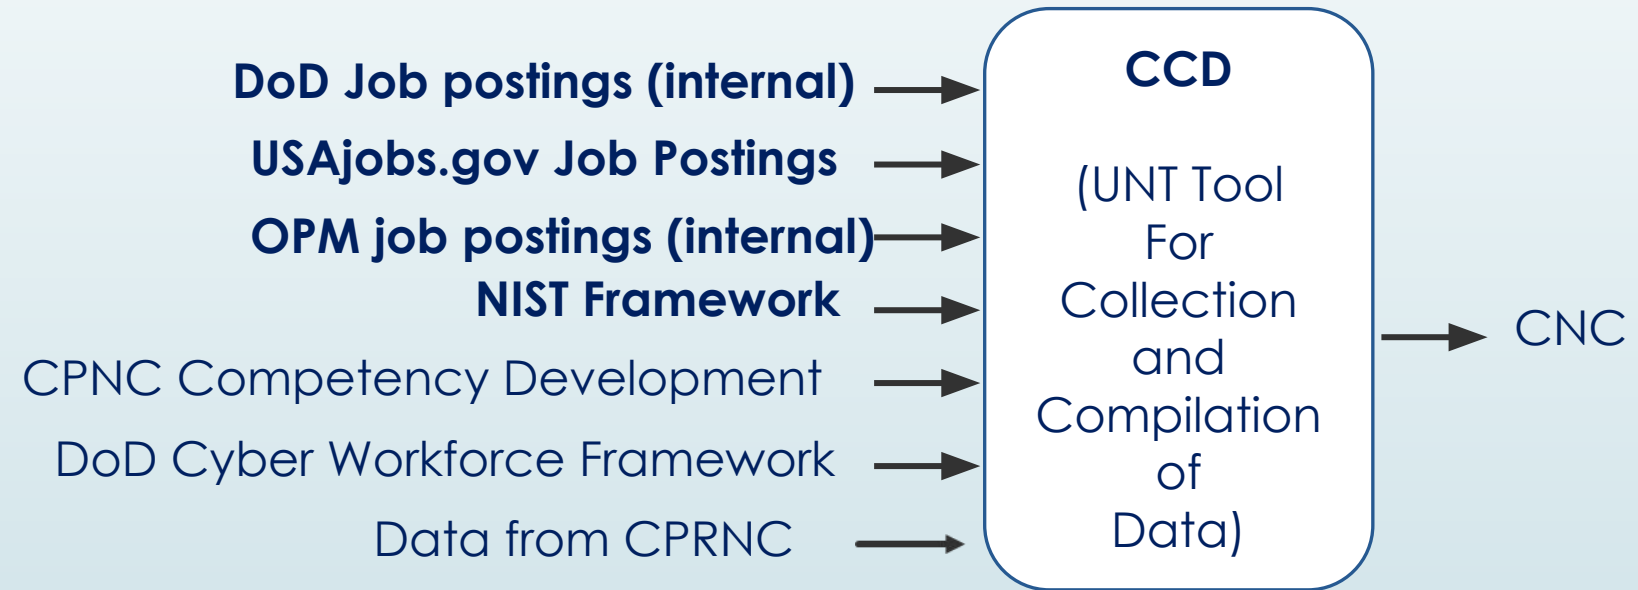 DoD Job postings (internal)
USAjobs.gov Job Postings
OPM job postings (internal)
NIST Framework
CPNC Competency Development
DoD Cyber Workforce Framework
Data from CPRNC
CCD
(UNT Tool
For
Collection
and
Compilation
of
Data)
CNC